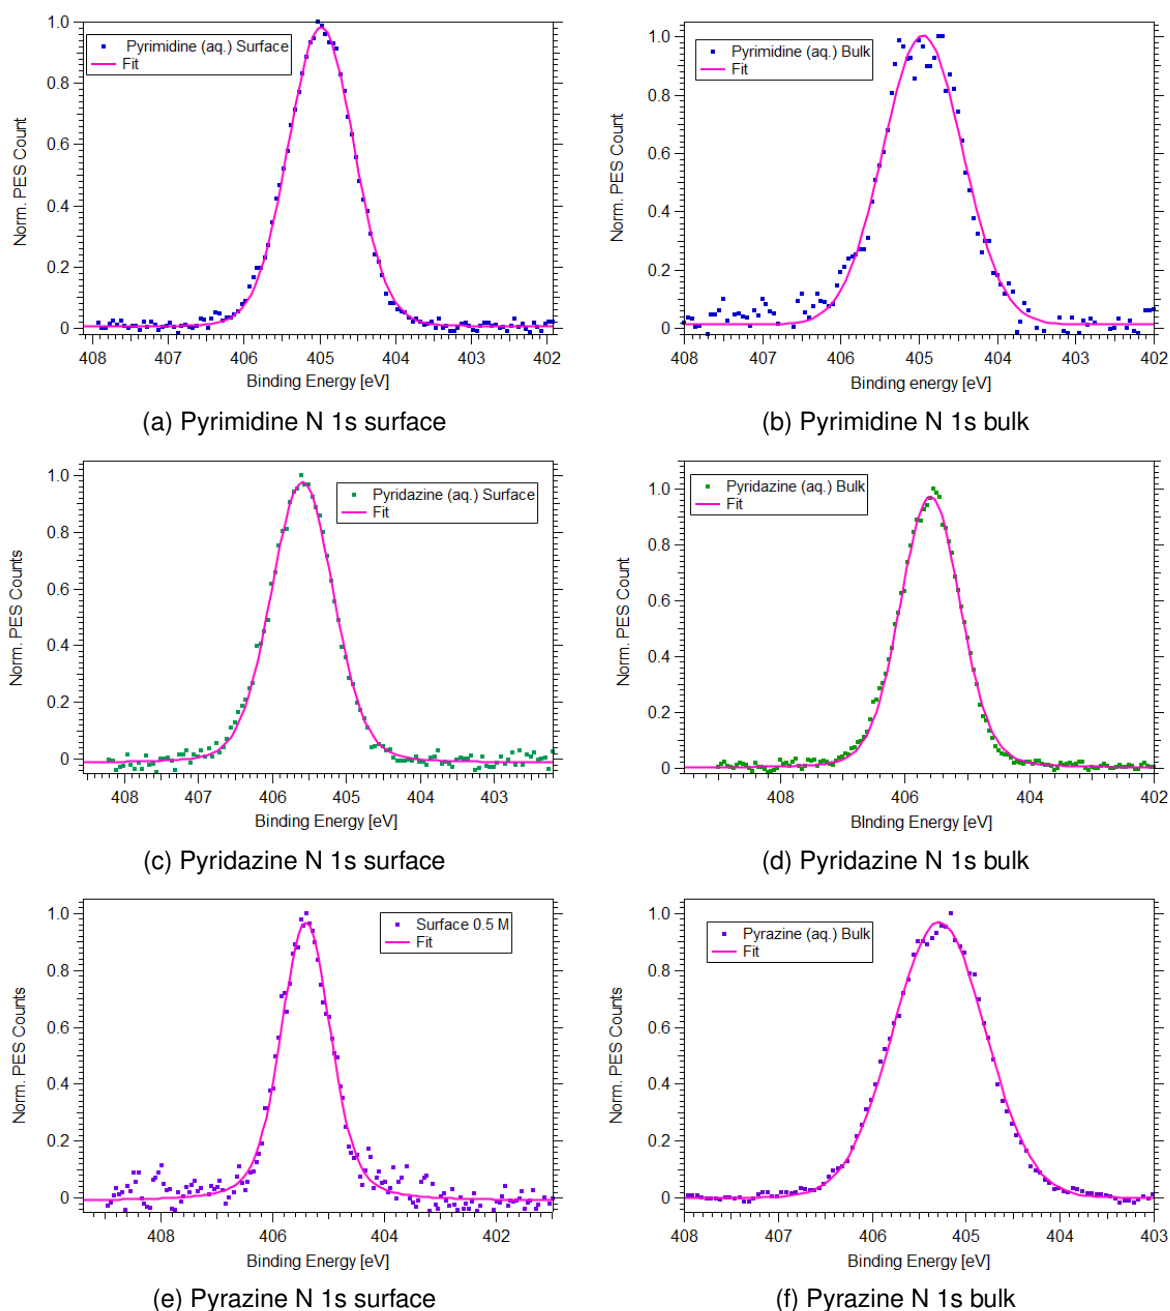 1.0
0.8
0.6
0.4
0.2
0
Norm. PES Count
Pyrimidine (aq.) Surface
Fit
408 407 406 405 404 403 402
Binding Energy [eV]
(a) Pyrimidine N 1s surface
1.0
0.8
0.6
0.4
0.2
0
Norm. PES Count
Pyrimidine (aq.) Bulk
Fit
408 407 406 405 404 403 402
Binding energy [eV]
(b) Pyrimidine N 1s bulk
1.0
0.8
0.6
0.4
0.2
0
Norm. PES Counts
Pyridazine (aq.) Surface
Fit
408 407 406 405 404 403
Binding Energy [eV]
(c) Pyridazine N 1s surface
1.0
0.8
0.6
0.4
0.2
0
Norm. PES Count
Pyridazine (aq.) Bulk
Fit
408 406 404 402
BInding Energy [eV]
(d) Pyridazine N 1s bulk
1.0
0.8
0.6
0.4
0.2
0
Norm. PES Counts
Surface 0.5 M
Fit
408 406 404 402
Binding Energy [eV]
(e) Pyrazine N 1s surface
1.0
0.8
0.6
0.4
0.2
0
Norm. PES Counts
Pyrazine (aq.) Bulk
Fit
408 407 406 405 404 403
Binding Energy [eV]
(f) Pyrazine N 1s bulk